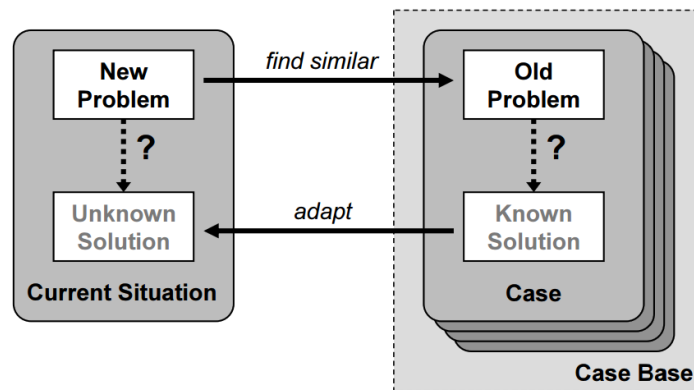 New
Problem
find similar
Old
Problem
?
?
Unknown
Solution
adapt
Known
Solution
Current Situation
Case
Case Base